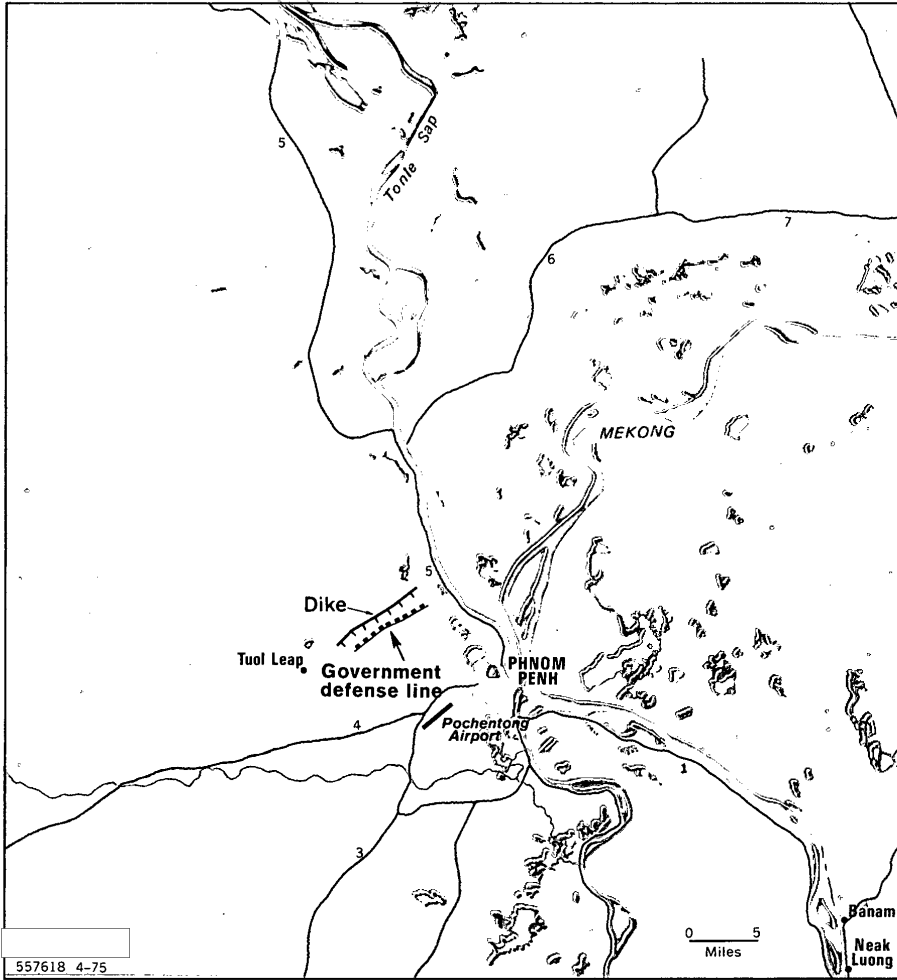 5
Tonle Sap
7
6
MEKONG
5
Dike
Tuol Leap
Government
defense line
PHNOM
PENH
4
Pochentong
Airport
1
3
0 5
Miles
Banam
Neak
Luong
557618 4-75